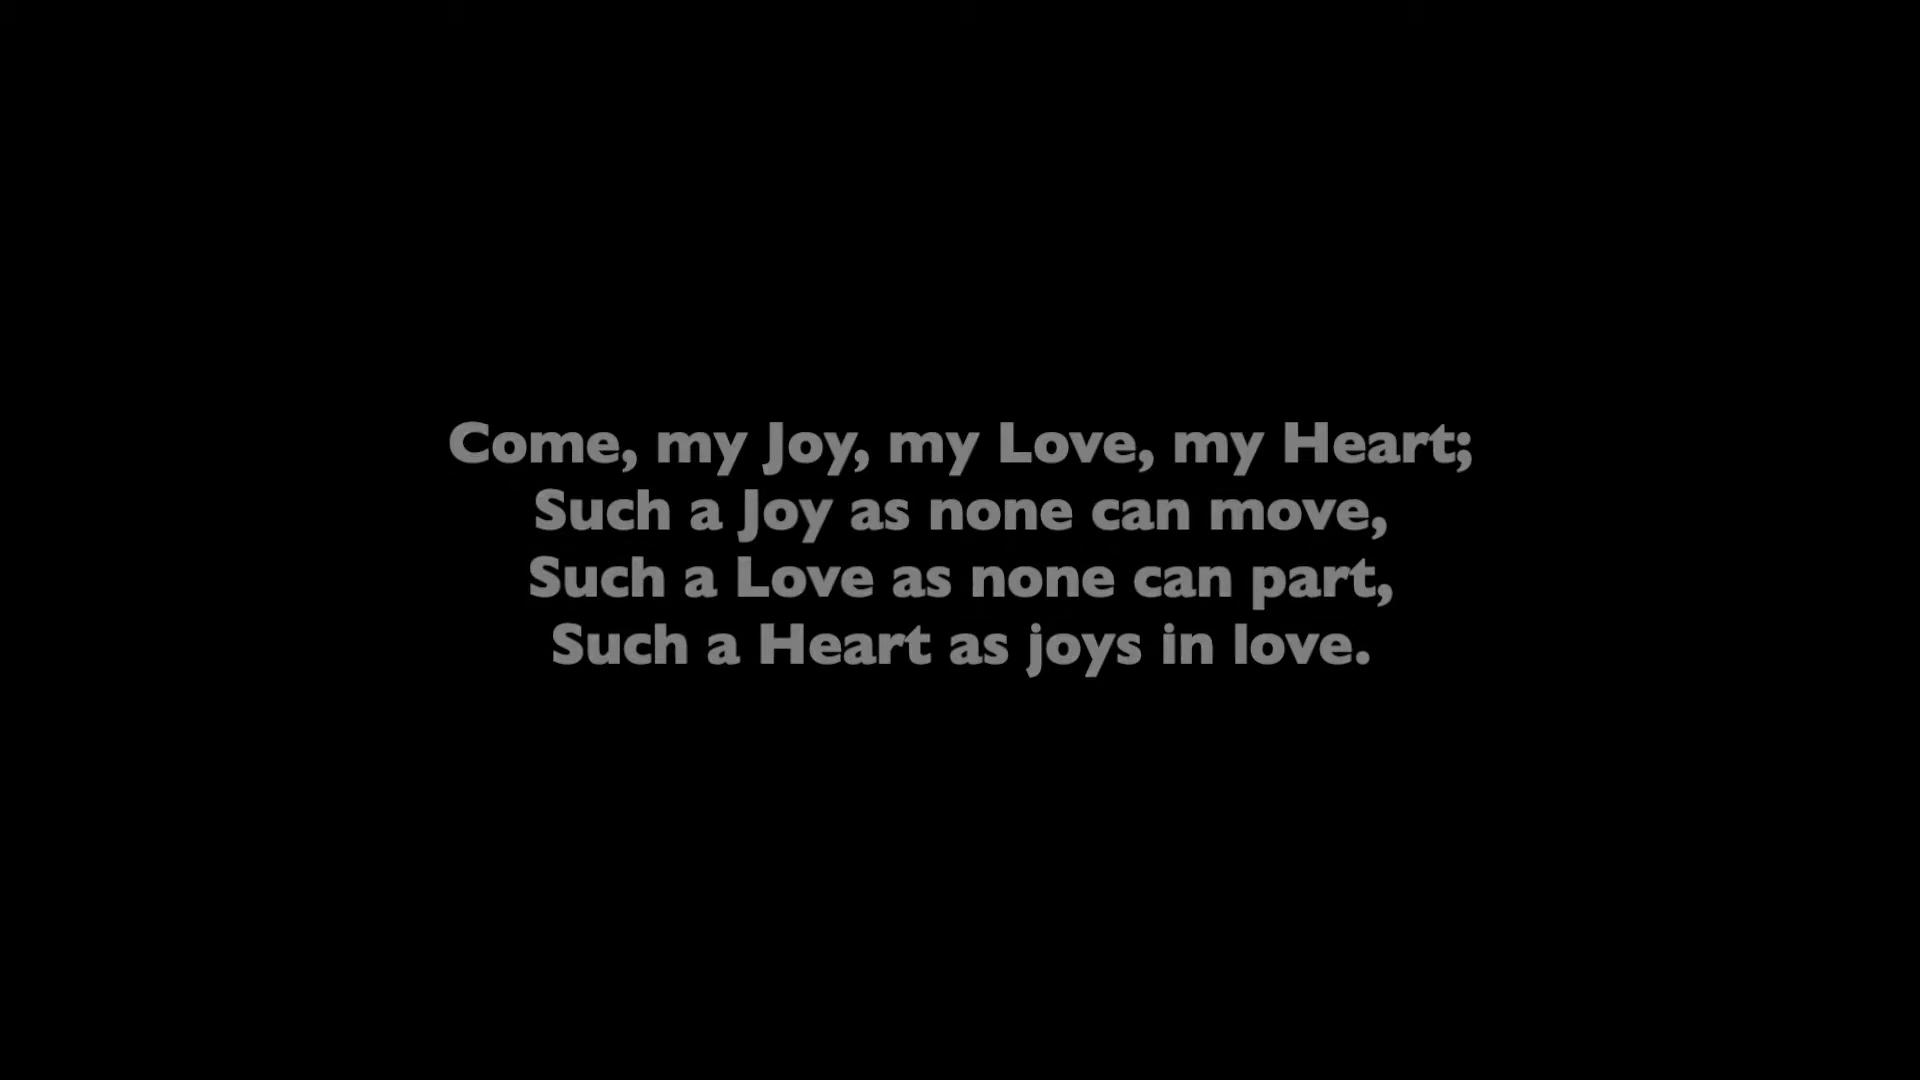 Come, my Joy, my Love, my Heart;
Such a Joy as none can move,
Such a Love as none can part,
Such a Heart as joys in love.